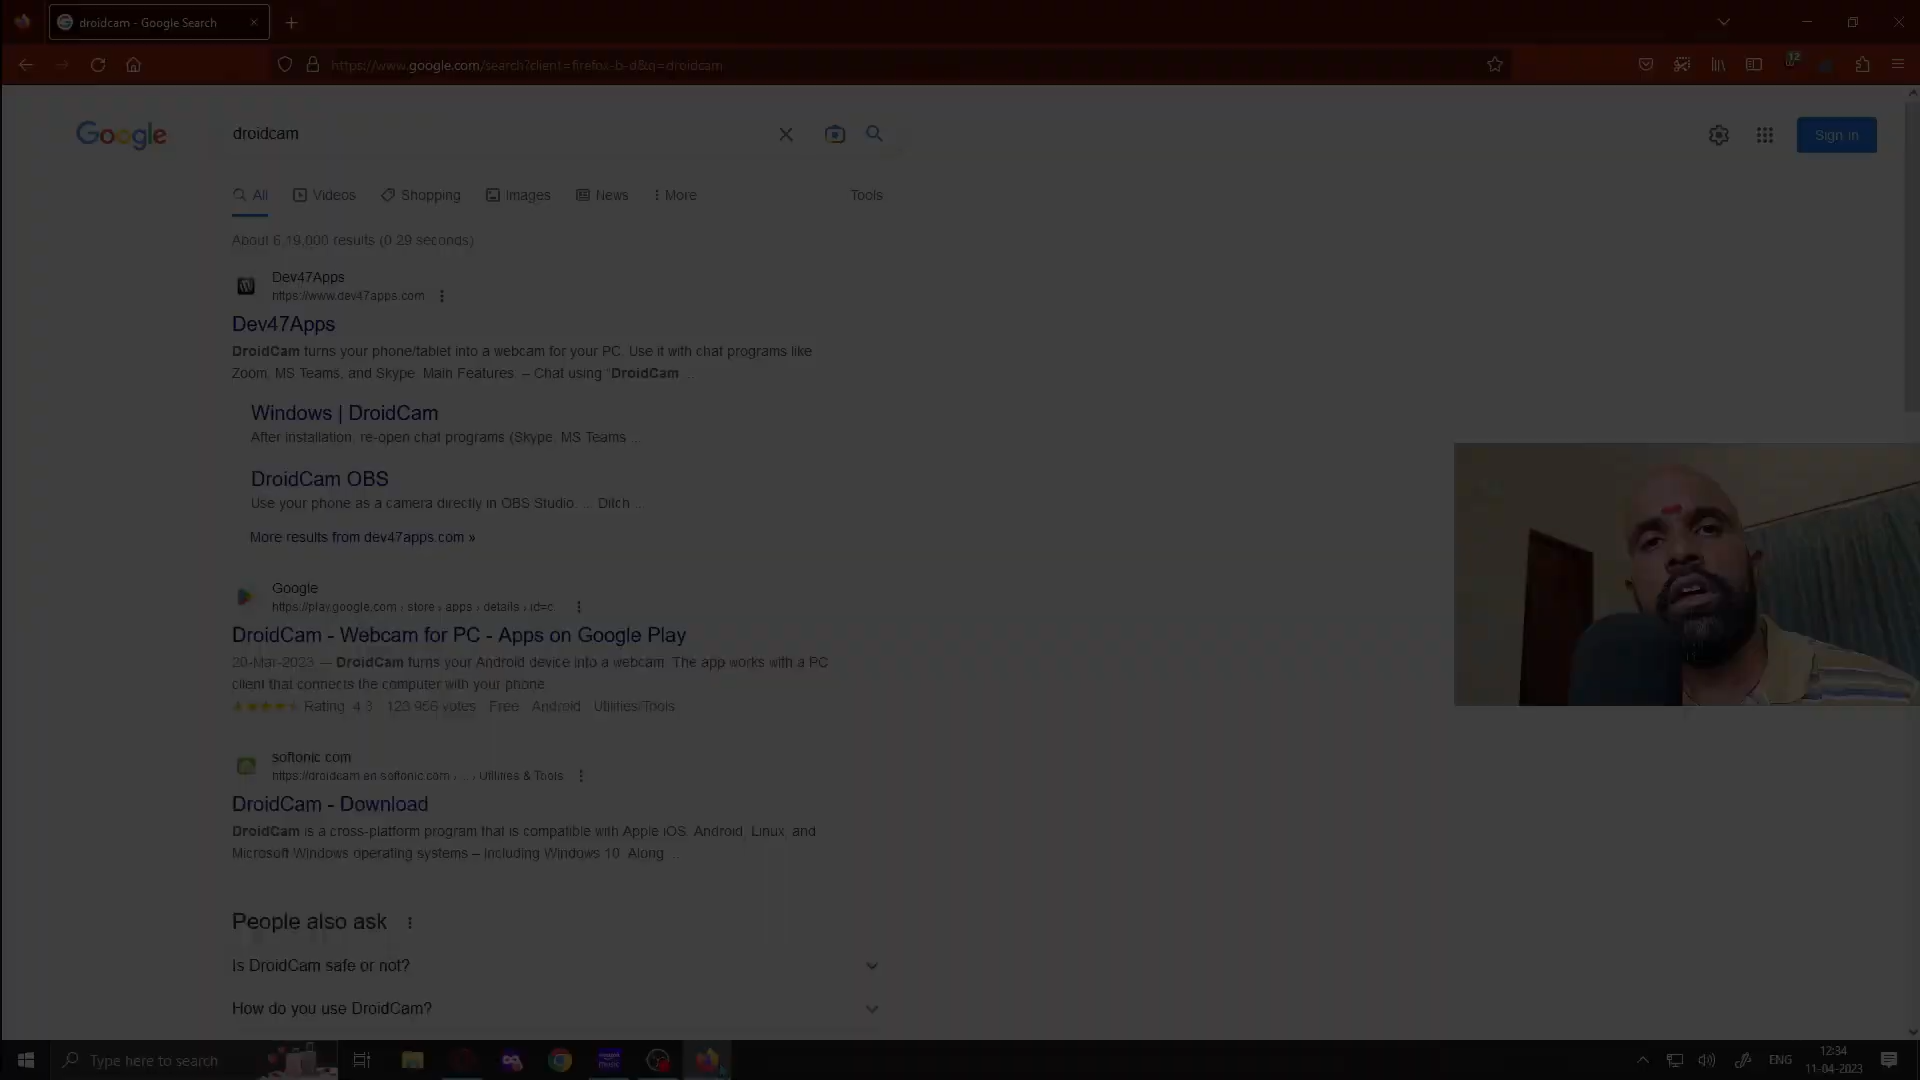 droidcam - Google Search
https://www.google.com/search?client=firefox-b-d&q=droidcam
12
Google
droidcam
Sign in
All
Videos
Shopping
Images
News
More
Tools
About 6,19,000 results (0.29 seconds)
Dev47Apps
https://www.dev47apps.com
Dev47Apps
DroidCam turns your phone/tablet into a webcam for your PC. Use it with chat programs like
Zoom, MS Teams, and Skype. Main Features. – Chat using "DroidCam ...
Windows | DroidCam
After installation, re-open chat programs (Skype, MS Teams ...
DroidCam OBS
Use your phone as a camera directly in OBS Studio. ... Ditch ...
More results from dev47apps.com »
Google
https://play.google.com › store › apps › details › id=c...
DroidCam - Webcam for PC - Apps on Google Play
20-Mar-2023 — DroidCam turns your Android device into a webcam. The app works with a PC
client that connects the computer with your phone.
Rating: 4.3 123,956 votes Free Android Utilities/Tools
softonic.com
https://droidcam.en.softonic.com › ... › Utilities & Tools
DroidCam - Download
DroidCam is a cross-platform program that is compatible with Apple iOS, Android, Linux, and
Microsoft Windows operating systems – including Windows 10. Along ...
People also ask
Is DroidCam safe or not?
How do you use DroidCam?
Type here to search
music
ENG
12:34
11-04-2023